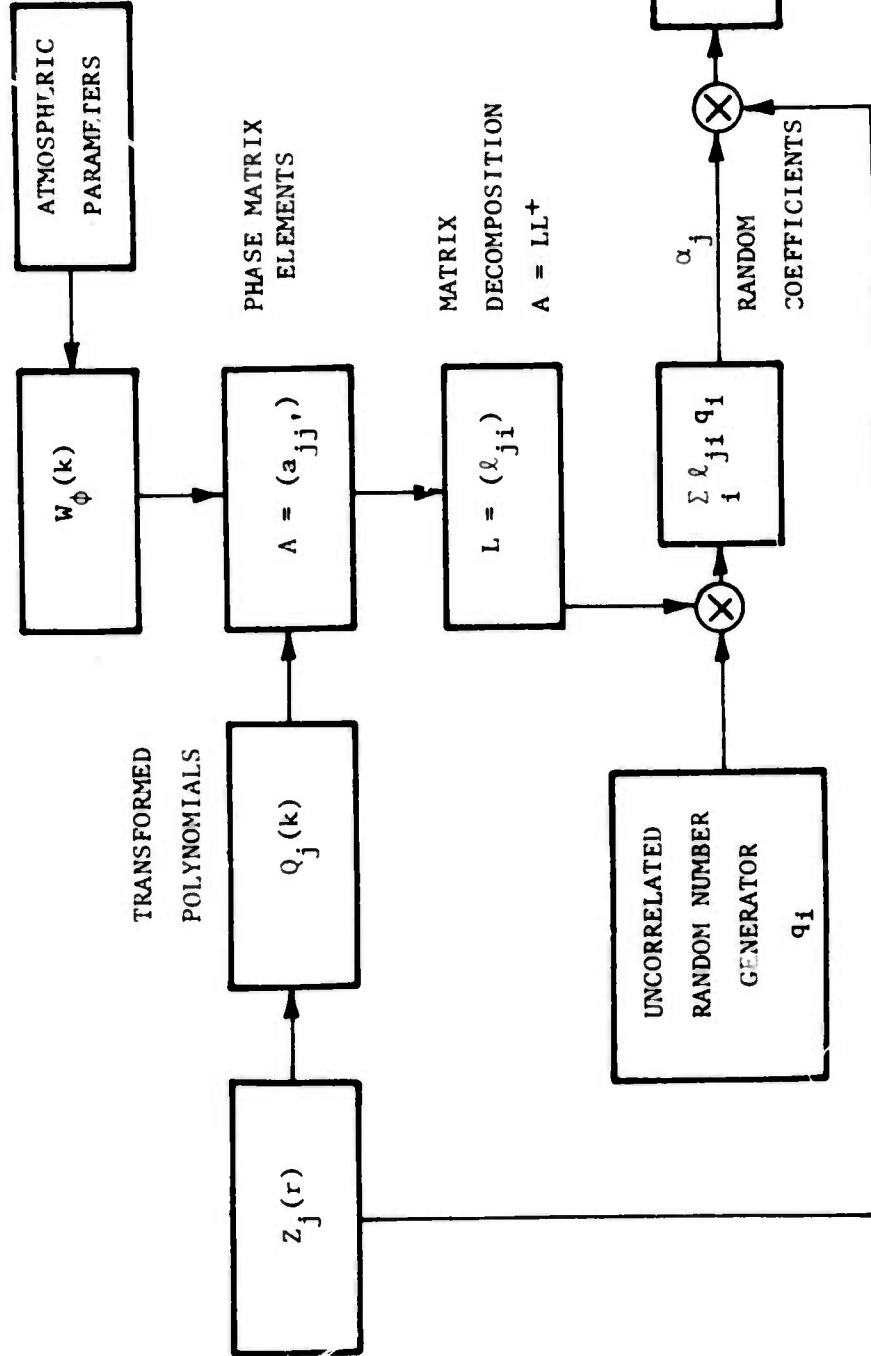 ATMOSPHERIC
PARAMETERS
W_ϕ(k)
PHASE MATRIX
ELEMENTS
A = (a_jj')
TRANSFORMED
POLYNOMIALS
Q_j(k)
Z_j(r)
MATRIX
DECOMPOSITION
A = LL+
L = (ℓ_ji)
UNCORRELATED
RANDOM NUMBER
GENERATOR
q_i
Σ ℓ_ji q_i
i
α_j
RANDOM
COEFFICIENTS